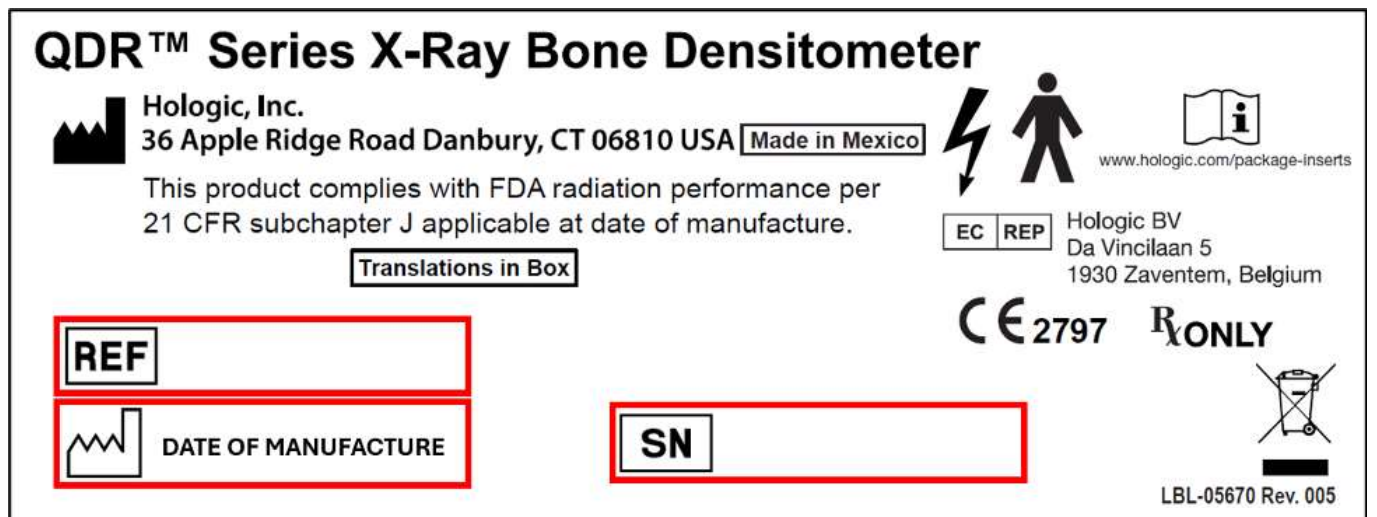 QDR™ Series X-Ray Bone Densitometer
Hologic, Inc.
36 Apple Ridge Road Danbury, CT 06810 USA Made in Mexico
This product complies with FDA radiation performance per
21 CFR subchapter J applicable at date of manufacture.
Translations in Box
i
www.hologic.com/package-inserts
EC REP
Hologic BV
Da Vincilaan 5
1930 Zaventem, Belgium
CE 2797
Rx ONLY
REF
DATE OF MANUFACTURE
SN
LBL-05670 Rev. 005